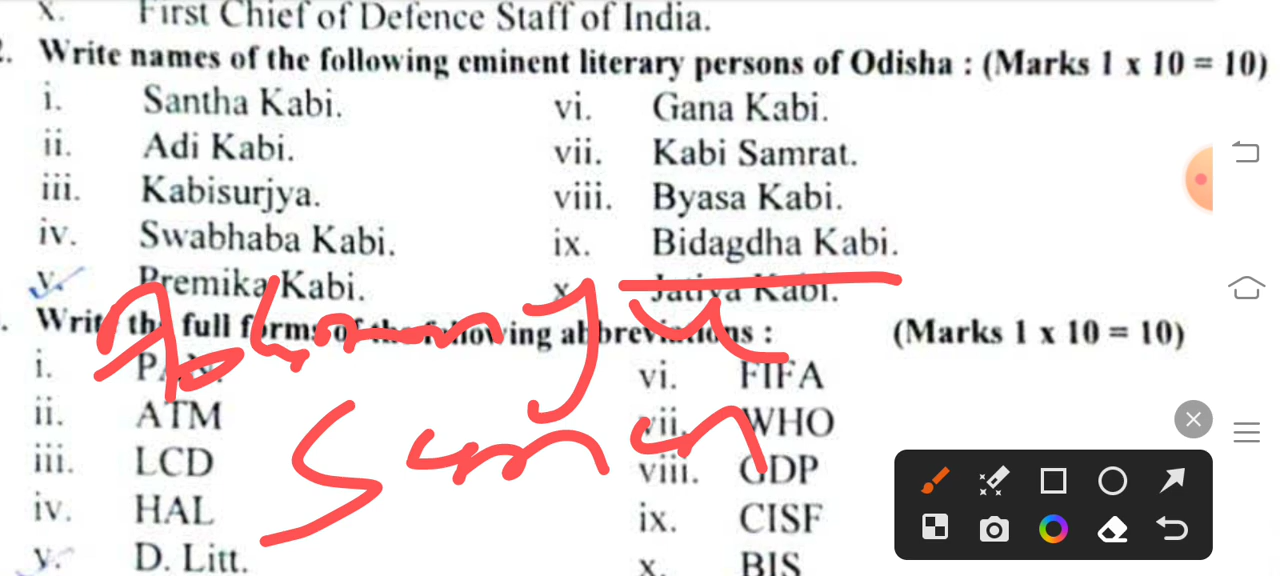 x. First Chief of Defence Staff of India.
2. Write names of the following eminent literary persons of Odisha : (Marks 1 x 10 = 10)
i. Santha Kabi. vi. Gana Kabi.
ii. Adi Kabi. vii. Kabi Samrat.
iii. Kabisurjya. viii. Byasa Kabi.
iv. Swabhaba Kabi. ix. Bidagdha Kabi.
v. Premika Kabi. x. Jatiya Kabi.
. Write the full forms of the following abbreviations : (Marks 1 x 10 = 10)
i. vi. FIFA
ii. ATM vii. WHO
iii. LCD viii. GDP
iv. HAL ix. CISF
v. D. Litt. x. BIS